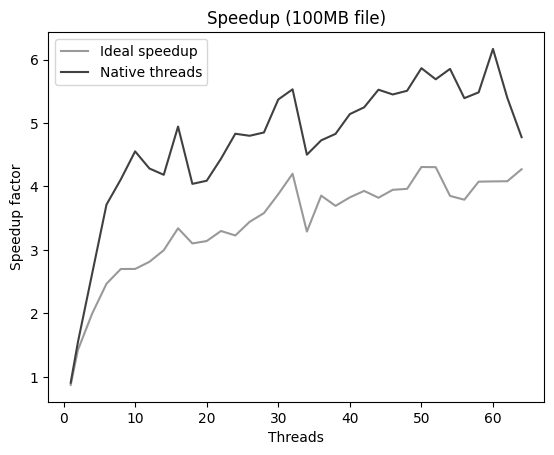 Speedup (100MB file)
Ideal speedup
Native threads
Speedup factor
6
5
4
3
2
1
0 10 20 30 40 50 60
Threads